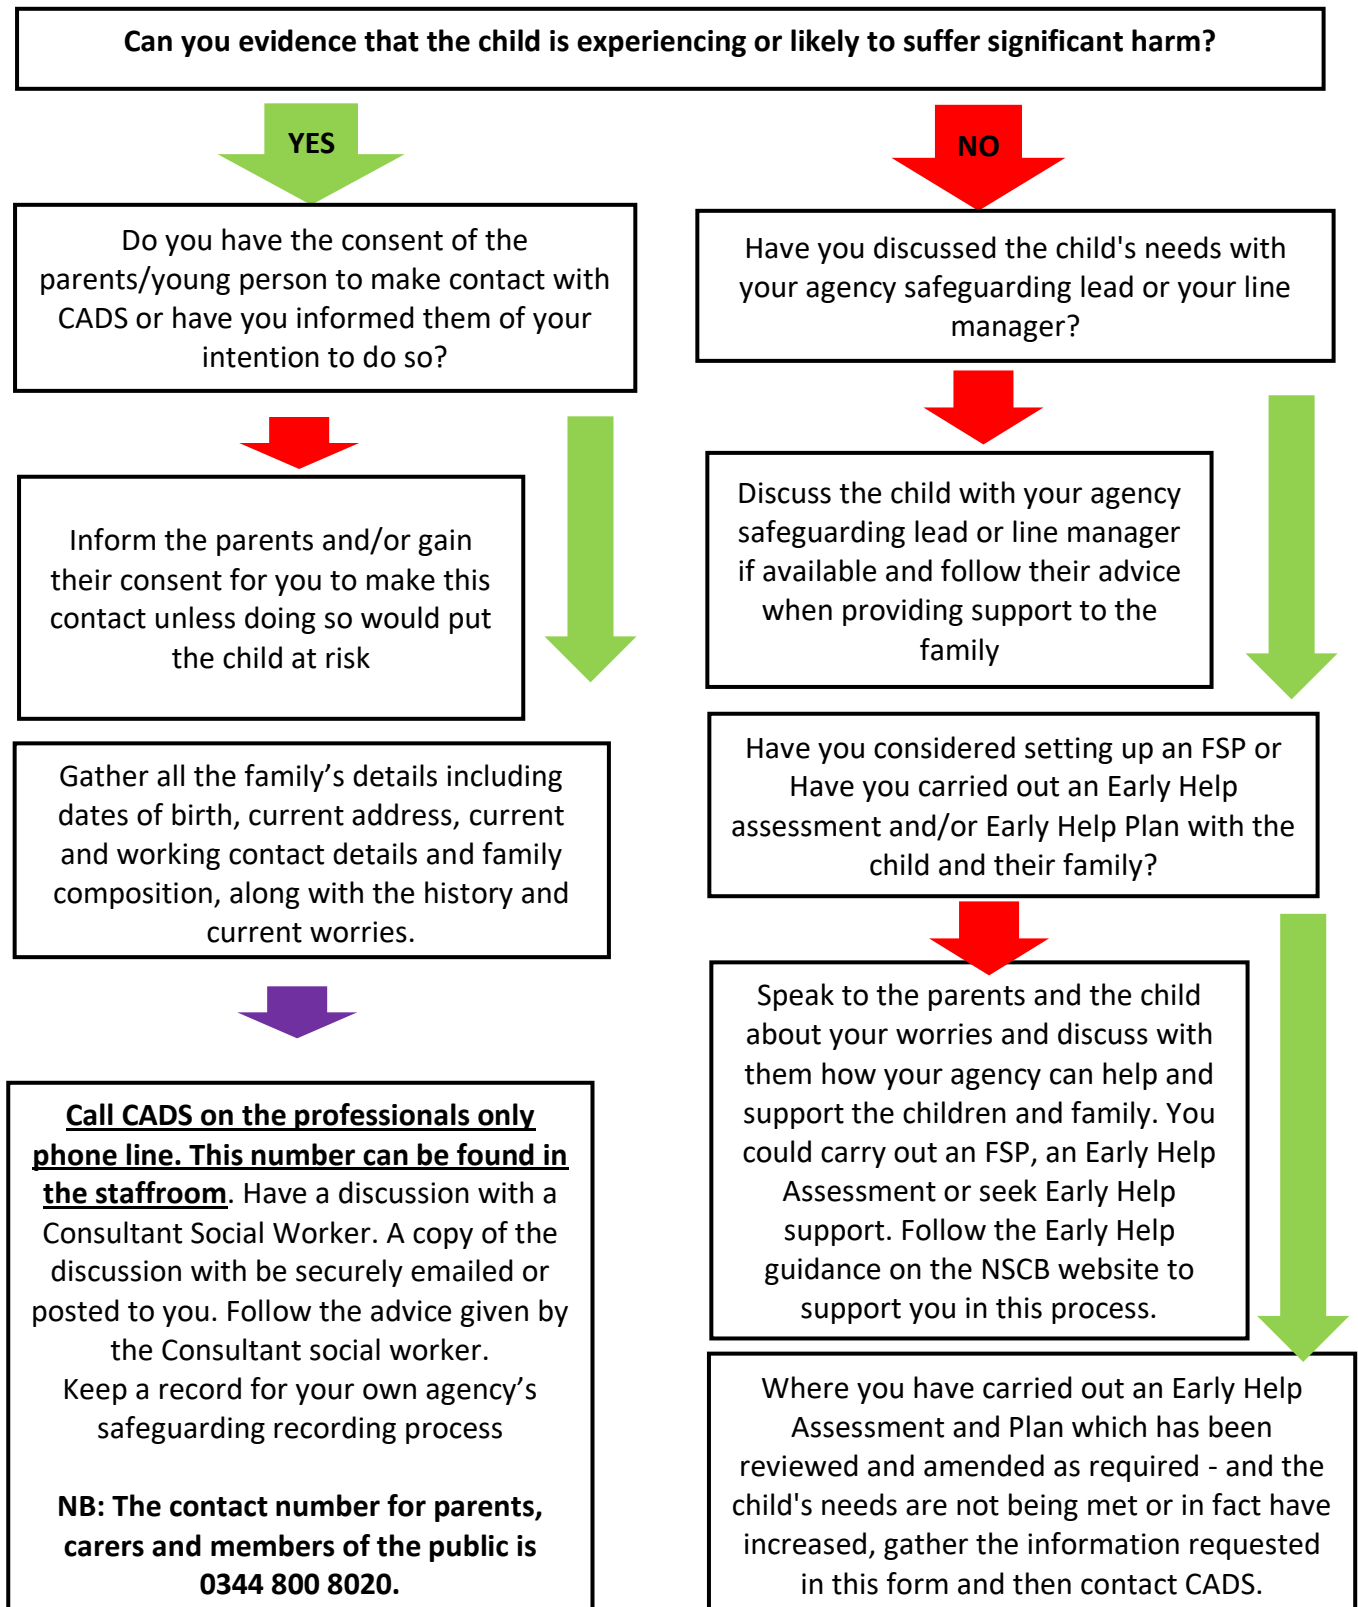 Can you evidence that the child is experiencing or likely to suffer significant harm?
YES
NO
Do you have the consent of the
parents/young person to make contact with
CADS or have you informed them of your
intention to do so?
Inform the parents and/or gain
their consent for you to make this
contact unless doing so would put
the child at risk
Gather all the family’s details including
dates of birth, current address, current
and working contact details and family
composition, along with the history and
current worries.
Call CADS on the professionals only
phone line. This number can be found in
the staffroom. Have a discussion with a
Consultant Social Worker. A copy of the
discussion with be securely emailed or
posted to you. Follow the advice given by
the Consultant social worker.
Keep a record for your own agency’s
safeguarding recording process
NB: The contact number for parents,
carers and members of the public is
0344 800 8020.
Have you discussed the child's needs with
your agency safeguarding lead or your line
manager?
Discuss the child with your agency
safeguarding lead or line manager
if available and follow their advice
when providing support to the
family
Have you considered setting up an FSP or
Have you carried out an Early Help
assessment and/or Early Help Plan with the
child and their family?
Speak to the parents and the child
about your worries and discuss with
them how your agency can help and
support the children and family. You
could carry out an FSP, an Early Help
Assessment or seek Early Help
support. Follow the Early Help
guidance on the NSCB website to
support you in this process.
Where you have carried out an Early Help
Assessment and Plan which has been
reviewed and amended as required - and the
child's needs are not being met or in fact have
increased, gather the information requested
in this form and then contact CADS.